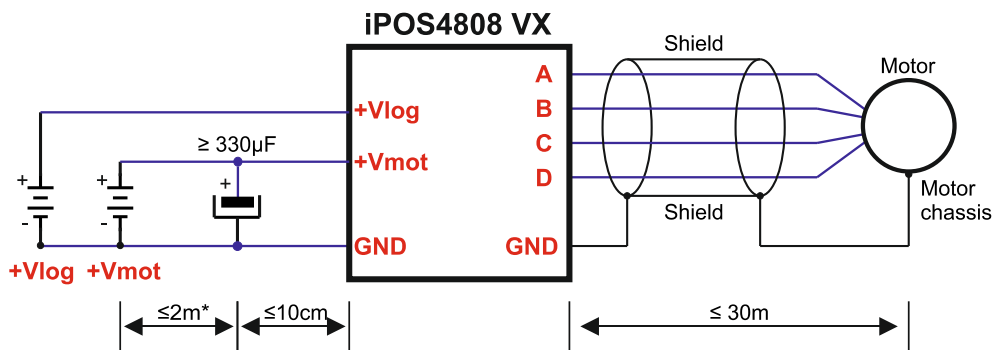 iPOS4808 VX
Shield
Motor
A
+Vlog
B
≥ 330µF
C
+Vmot
D
+
+
+
-
-
Shield
Motor
chassis
GND
GND
+Vlog
+Vmot
≤2m*
≤10cm
≤ 30m